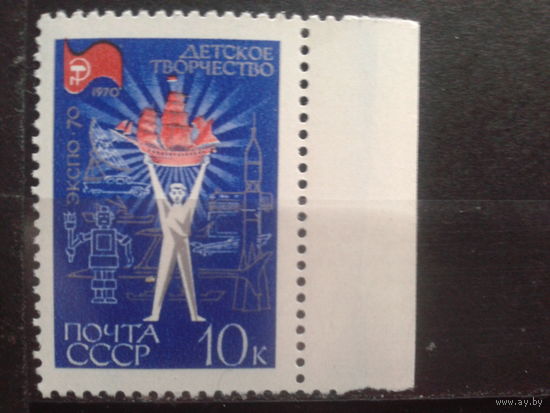 ДЕТСКОЕ
ТВОРЧЕСТВО
1970
ЭКСПО·70
ПОЧТА
СССР
10к
www.ay.by